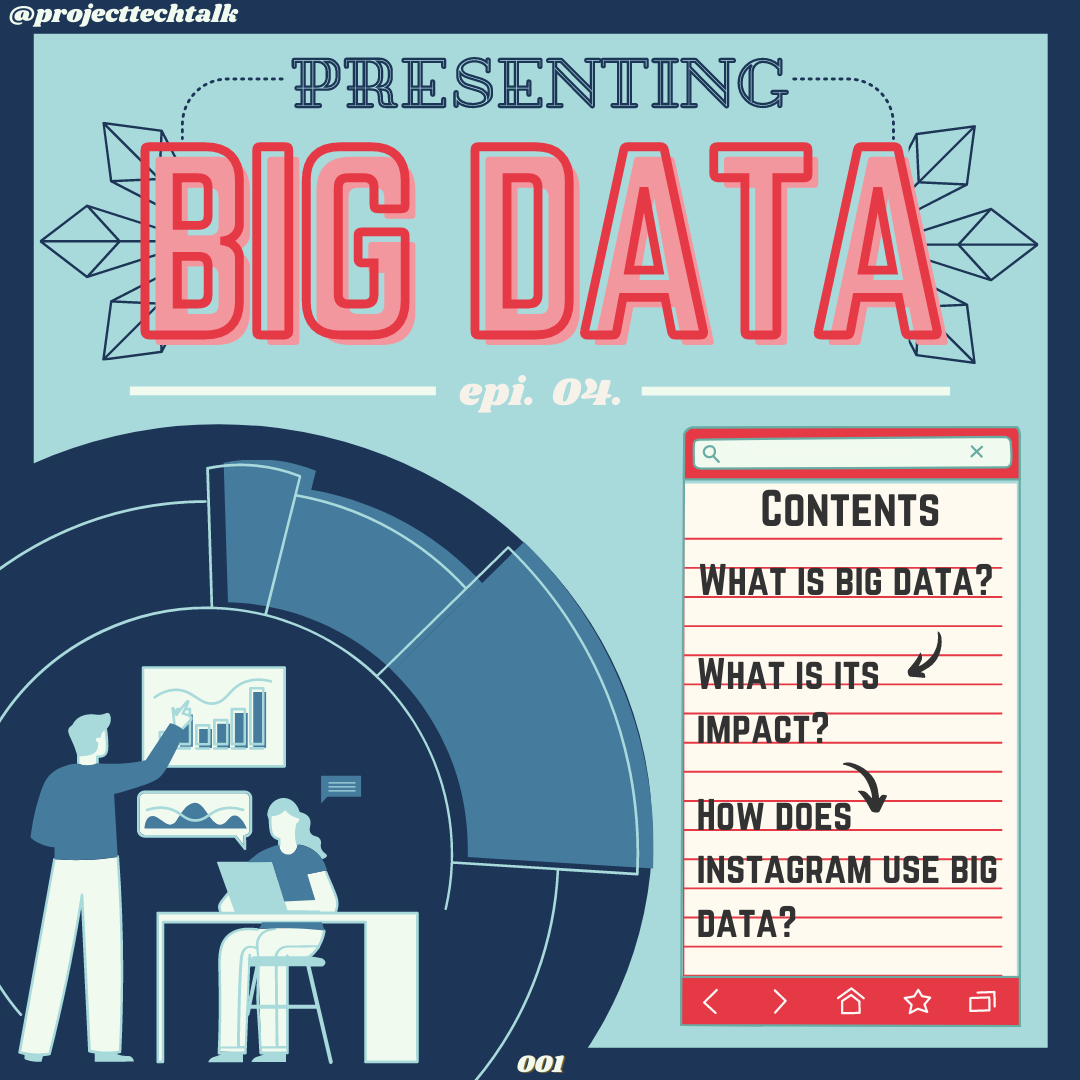 @projecttechtalk
PRESENTING
BIG DATA
epi. 04.
CONTENTS
WHAT IS BIG DATA?
WHAT IS ITS
IMPACT?
HOW DOES
INSTAGRAM USE BIG
DATA?
001